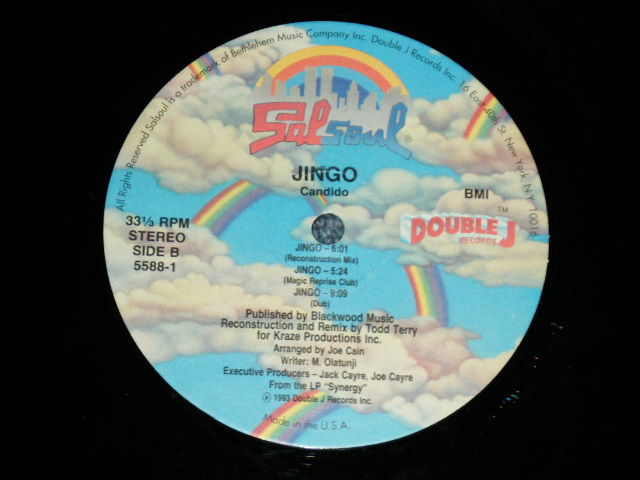 All Rights Reserved Salsoul is a trademark of Bethlehem Music Company Inc. Double J Records Inc. 16 East 40th St. New York, N.Y. 10016
Salsoul®
JINGO
Candido
BMI
33⅓ RPM
STEREO
SIDE B
5588-1
DOUBLE J™
RECORDS
JINGO – 6:01
(Reconstruction Mix)
JINGO – 5:24
(Magic Reprise Club)
JINGO – 9:09
(Dub)
Published by Blackwood Music
Reconstruction and Remix by Todd Terry
for Kraze Productions Inc.
Arranged by Joe Cain
Writer: M. Olatunji
Executive Producers – Jack Cayre, Joe Cayre
From the LP "Synergy"
℗ 1993 Double J Records Inc.
Made in the U.S.A.